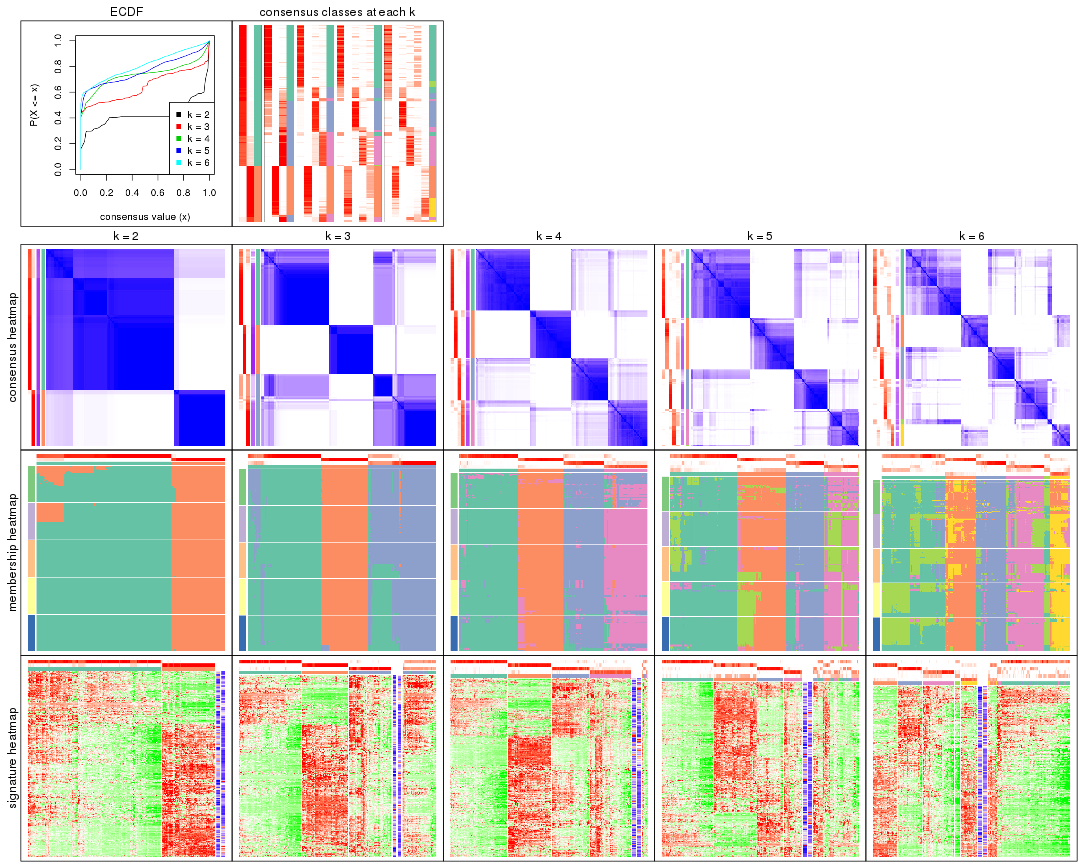 ECDF
consensus classes at each k
P(X <= x)
0.0
0.2
0.4
0.6
0.8
1.0
k = 2
k = 3
k = 4
k = 5
k = 6
0.0 0.2 0.4 0.6 0.8 1.0
consensus value (x)
k = 2
k = 3
k = 4
k = 5
k = 6
consensus heatmap
membership heatmap
signature heatmap